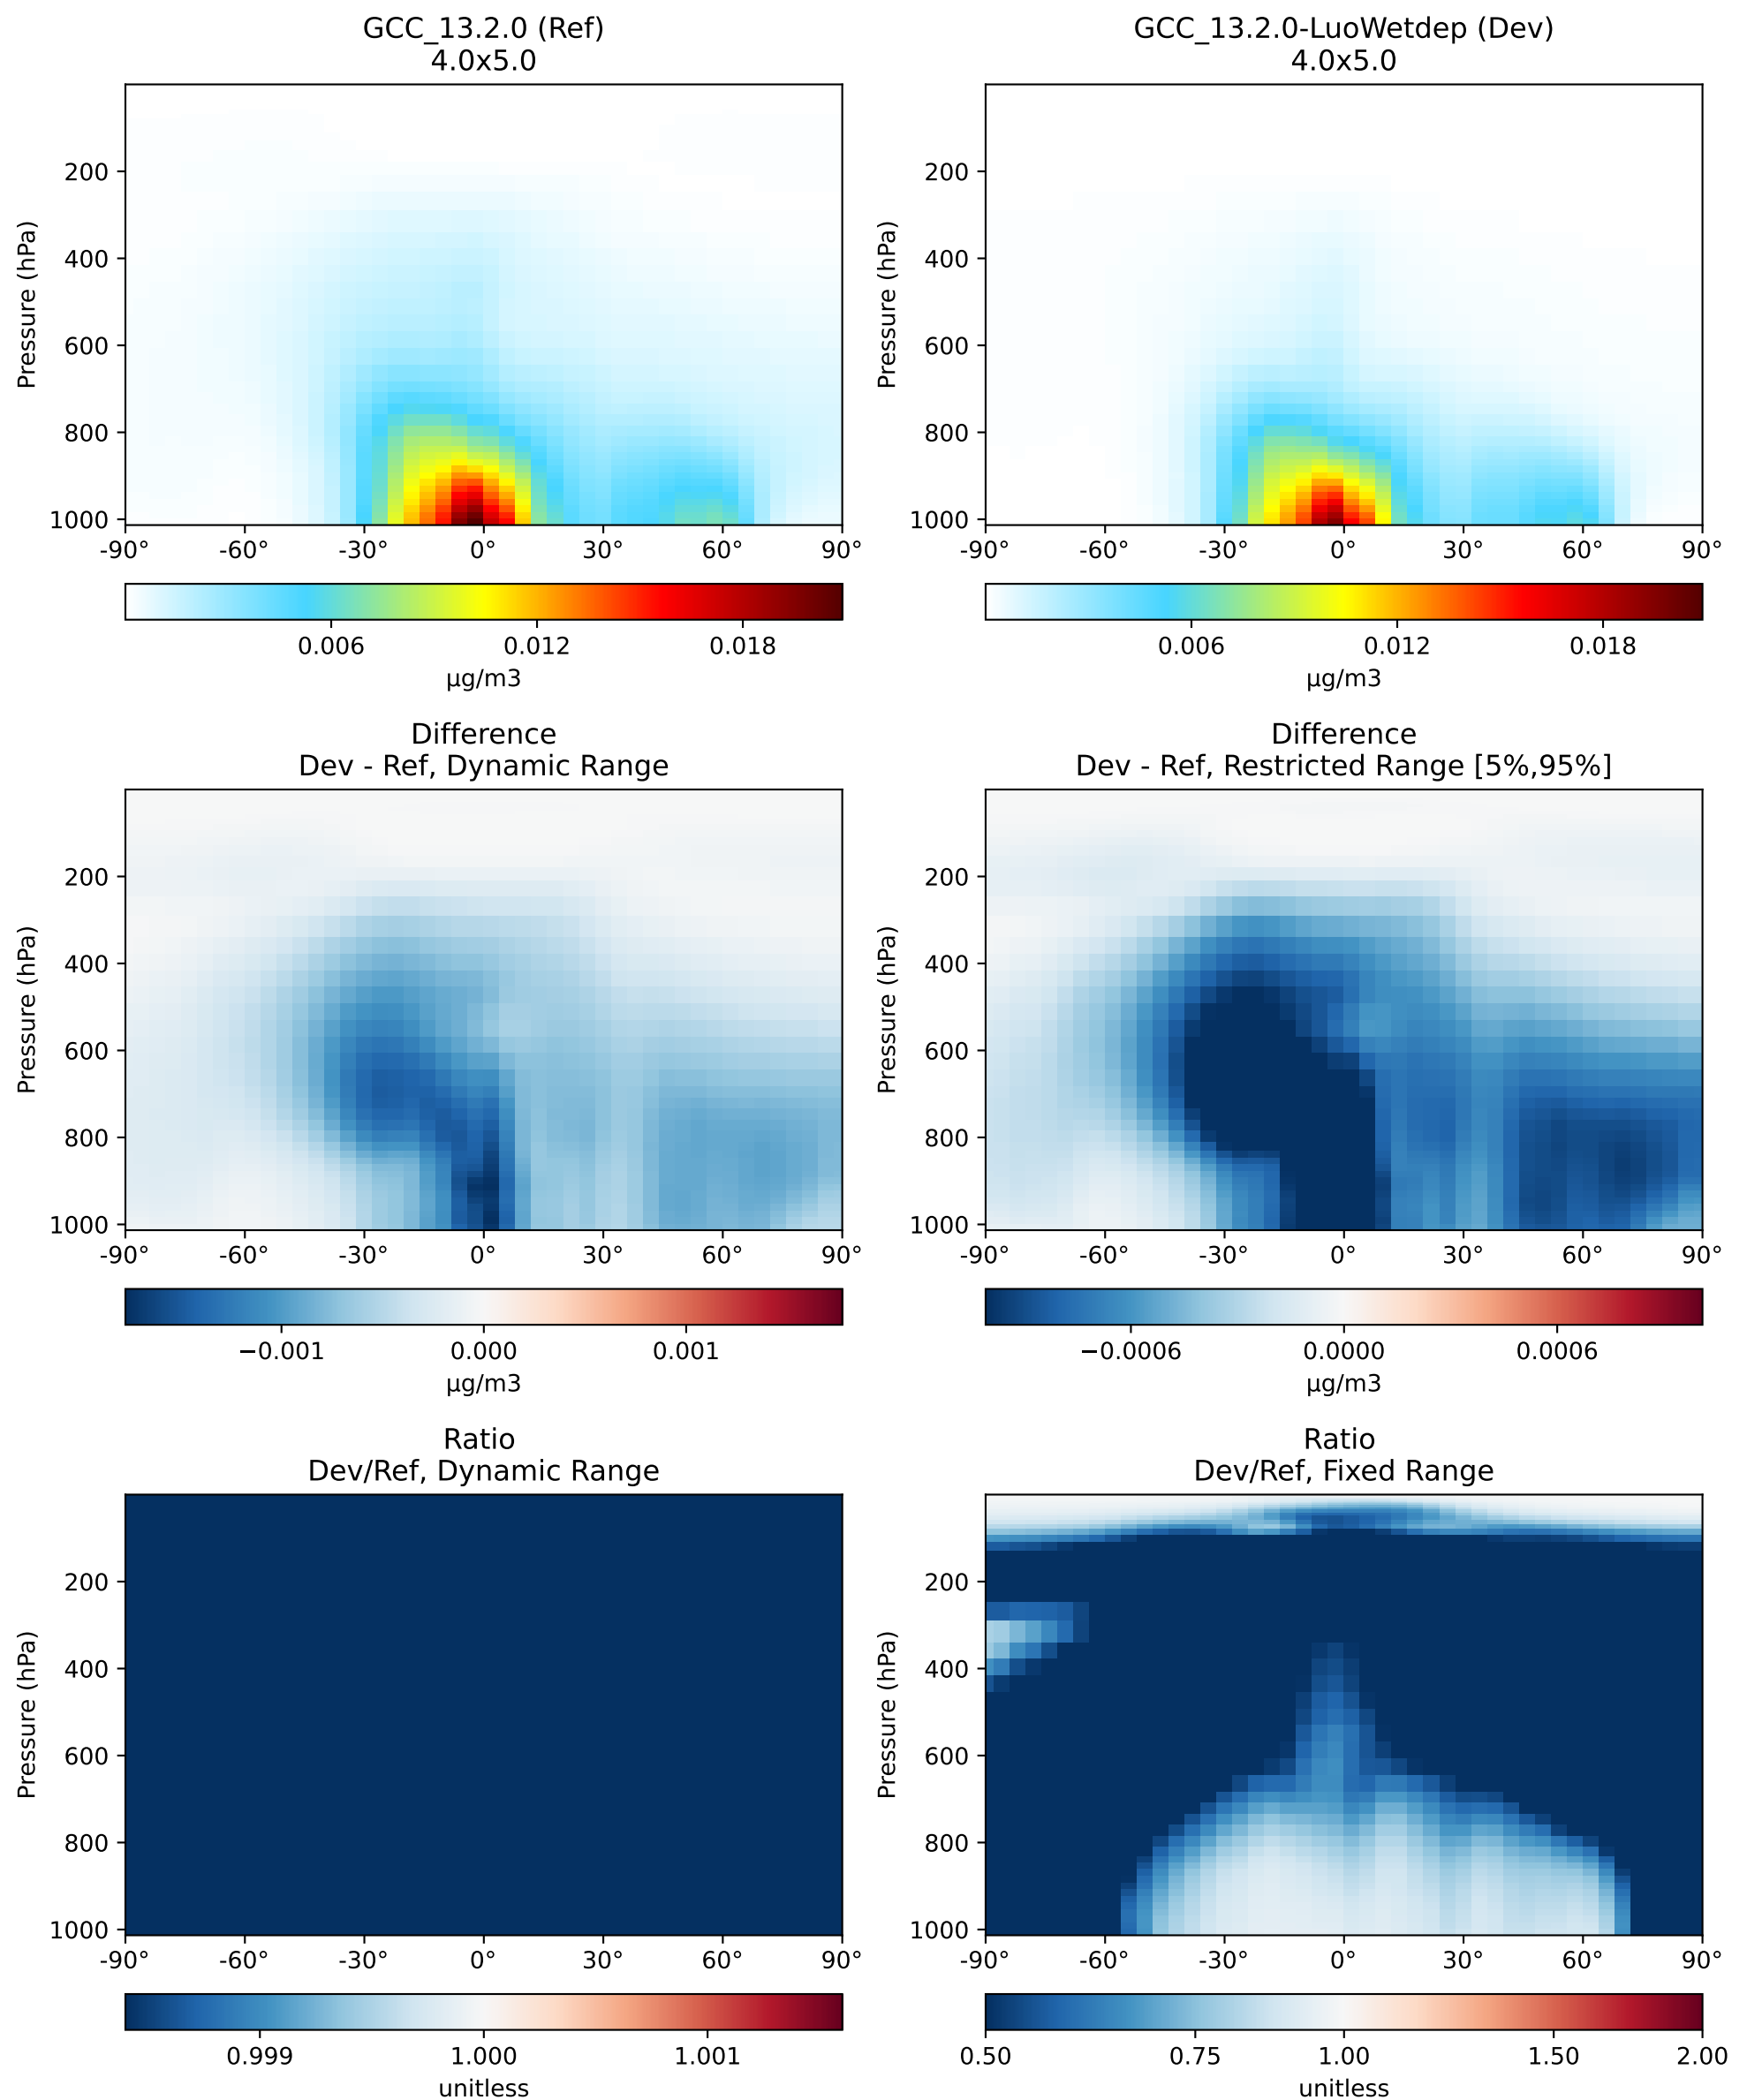 GCC_13.2.0 (Ref)
4.0x5.0
Pressure (hPa)
200
400
600
800
1000
-90° -60° -30° 0° 30° 60° 90°
0.006 0.012 0.018
µg/m3
GCC_13.2.0-LuoWetdep (Dev)
4.0x5.0
Pressure (hPa)
200
400
600
800
1000
-90° -60° -30° 0° 30° 60° 90°
0.006 0.012 0.018
µg/m3
Difference
Dev - Ref, Dynamic Range
Pressure (hPa)
200
400
600
800
1000
-90° -60° -30° 0° 30° 60° 90°
−0.001 0.000 0.001
µg/m3
Difference
Dev - Ref, Restricted Range [5%,95%]
Pressure (hPa)
200
400
600
800
1000
-90° -60° -30° 0° 30° 60° 90°
−0.0006 0.0000 0.0006
µg/m3
Ratio
Dev/Ref, Dynamic Range
Pressure (hPa)
200
400
600
800
1000
-90° -60° -30° 0° 30° 60° 90°
0.999 1.000 1.001
unitless
Ratio
Dev/Ref, Fixed Range
Pressure (hPa)
200
400
600
800
1000
-90° -60° -30° 0° 30° 60° 90°
0.50 0.75 1.00 1.50 2.00
unitless